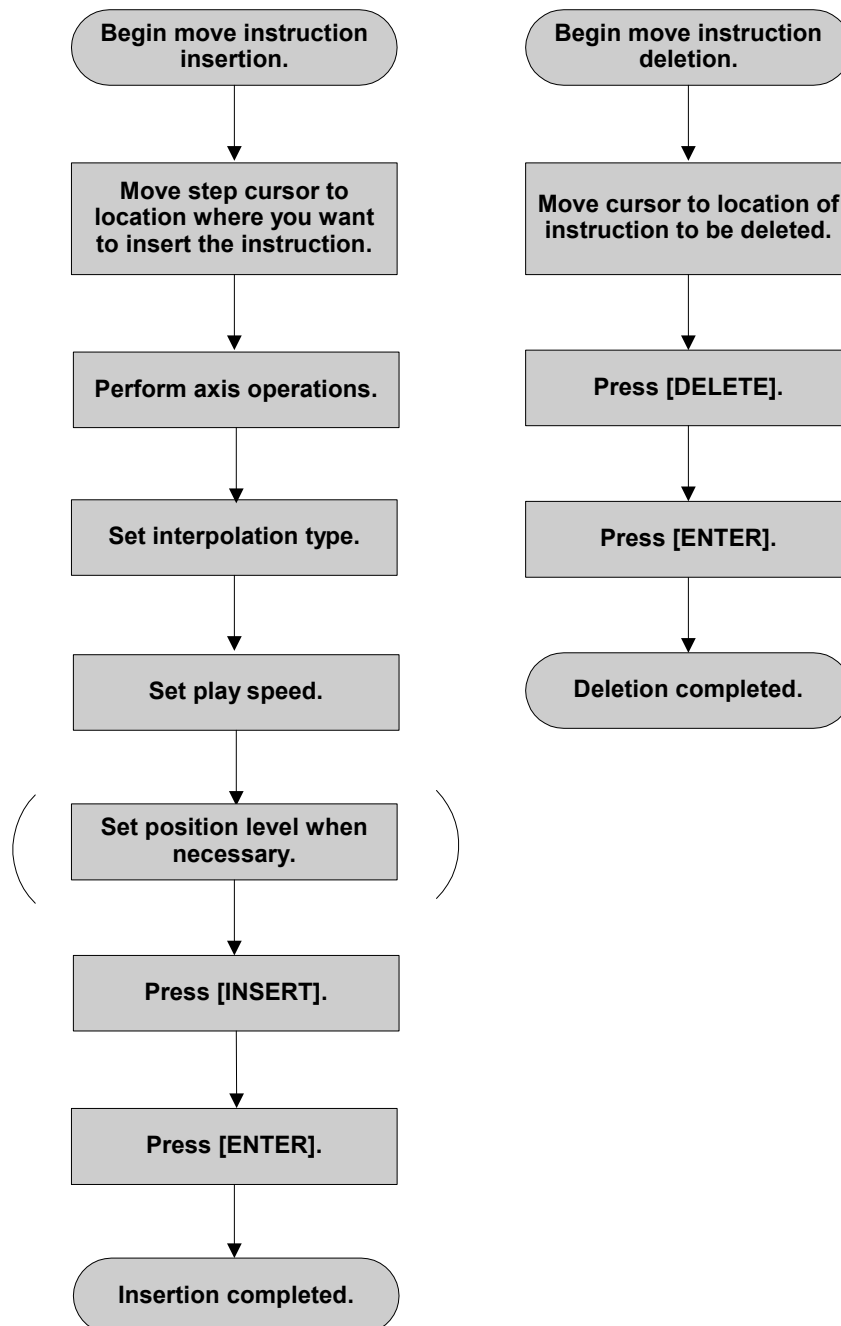 Begin move instruction
insertion.
Move step cursor to
location where you want
to insert the instruction.
Perform axis operations.
Set interpolation type.
Set play speed.
Set position level when
necessary.
Press [INSERT].
Press [ENTER].
Insertion completed.
Begin move instruction
deletion.
Move cursor to location of
instruction to be deleted.
Press [DELETE].
Press [ENTER].
Deletion completed.